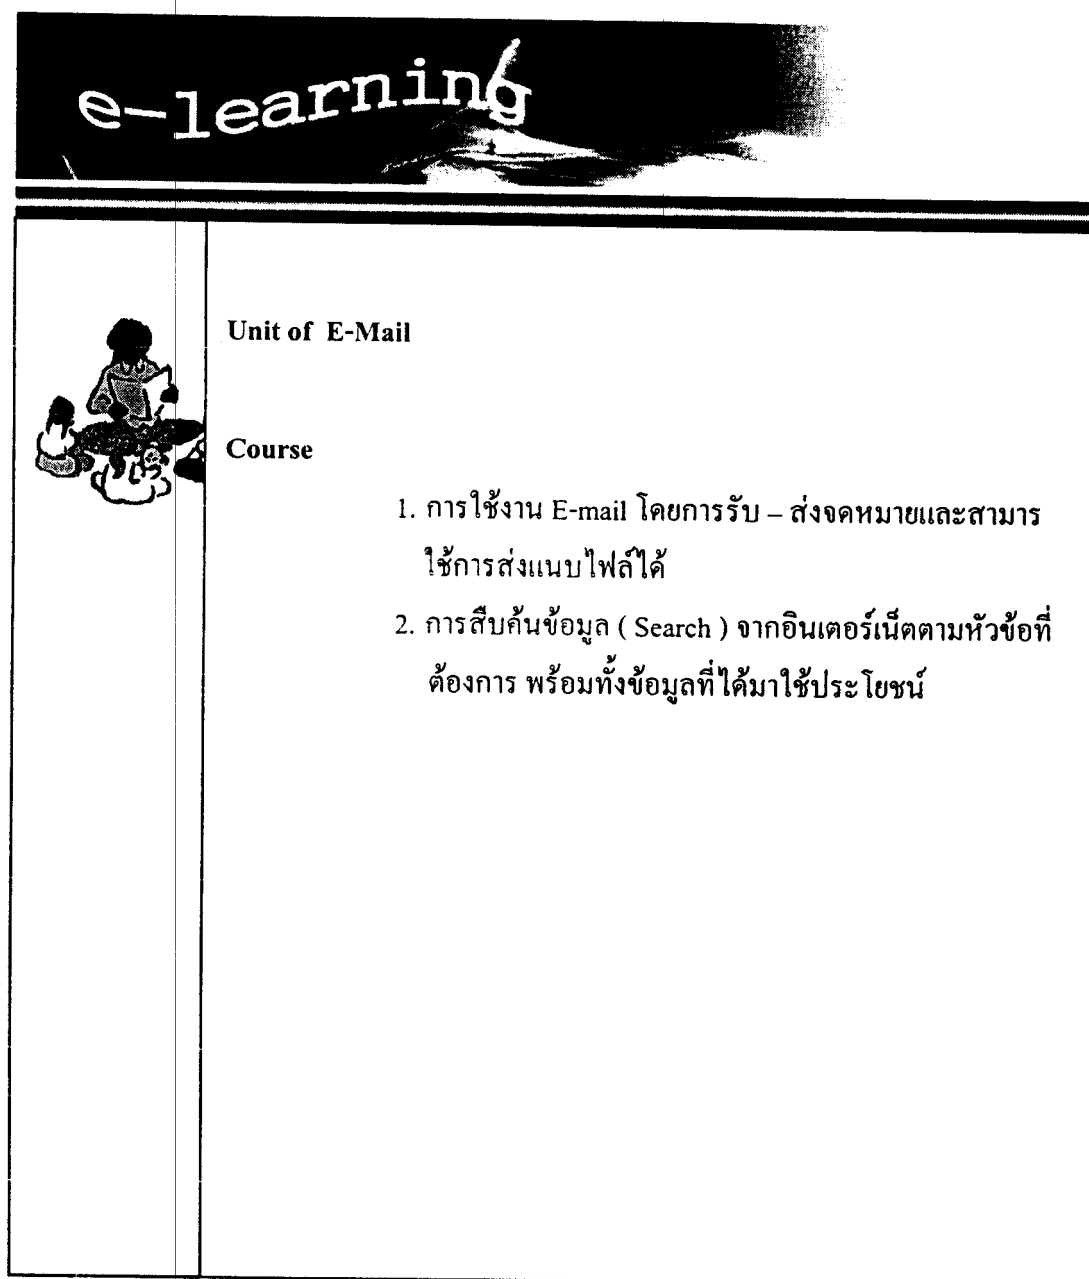 e-learning
Unit of E-Mail
Course
1. การใช้งาน E-mail โดยการรับ – ส่งจดหมายและสามาร
ใช้การส่งแนบไฟล์ได้
2. การสืบค้นข้อมูล ( Search ) จากอินเตอร์เน็ตตามหัวข้อที่
ต้องการ พร้อมทั้งข้อมูลที่ได้มาใช้ประโยชน์